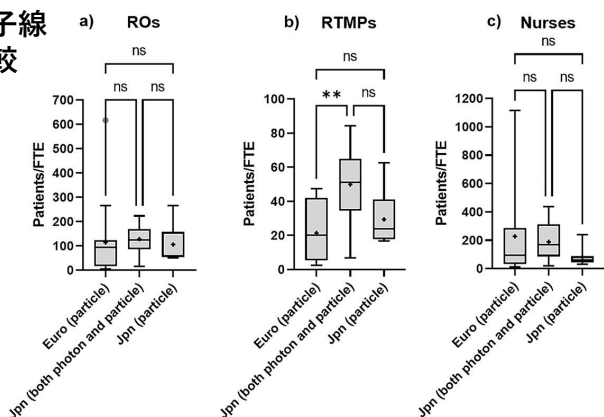 子線
較
a) ROs
ns
ns ns
Patients/FTE
700
600
500
400
300
200
100
0
Euro (particle)
Jpn (both photon and particle)
Jpn (particle)
b) RTMPs
ns
** ns
Patients/FTE
100
80
60
40
20
0
Euro (particle)
Jpn (both photon and particle)
Jpn (particle)
c) Nurses
ns
ns ns
Patients/FTE
1200
1000
800
600
400
200
0
Euro (particle)
Jpn (both photon and particle)
Jpn (particle)